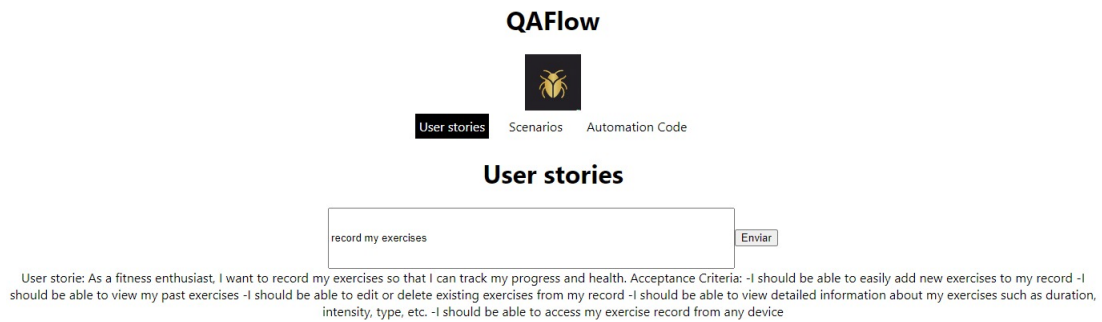 QAFlow
User stories Scenarios Automation Code
User stories
record my exercises Enviar
User storie: As a fitness enthusiast, I want to record my exercises so that I can track my progress and health. Acceptance Criteria: -I should be able to easily add new exercises to my record -I
should be able to view my past exercises -I should be able to edit or delete existing exercises from my record -I should be able to view detailed information about my exercises such as duration,
intensity, type, etc. -I should be able to access my exercise record from any device